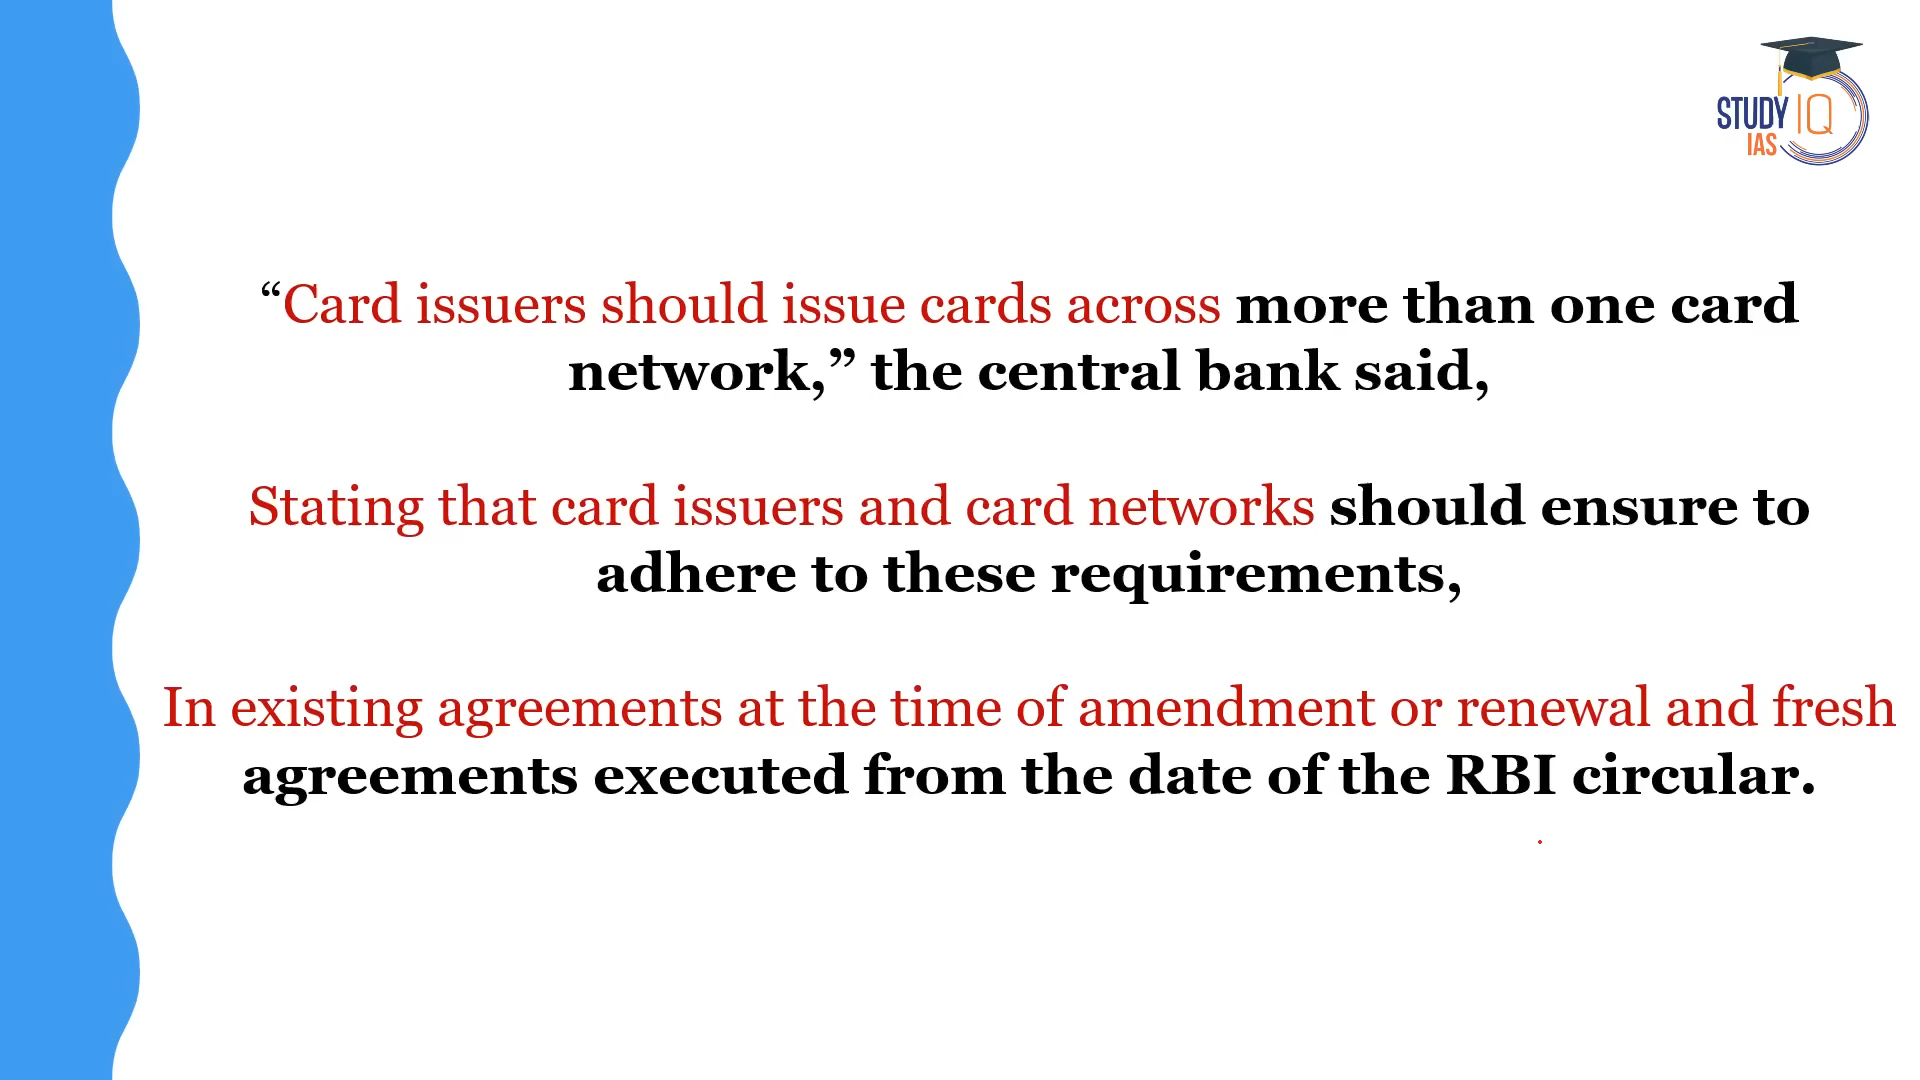 STUDY IQ
IAS
“Card issuers should issue cards across more than one card
network,” the central bank said,
Stating that card issuers and card networks should ensure to
adhere to these requirements,
In existing agreements at the time of amendment or renewal and fresh
agreements executed from the date of the RBI circular.